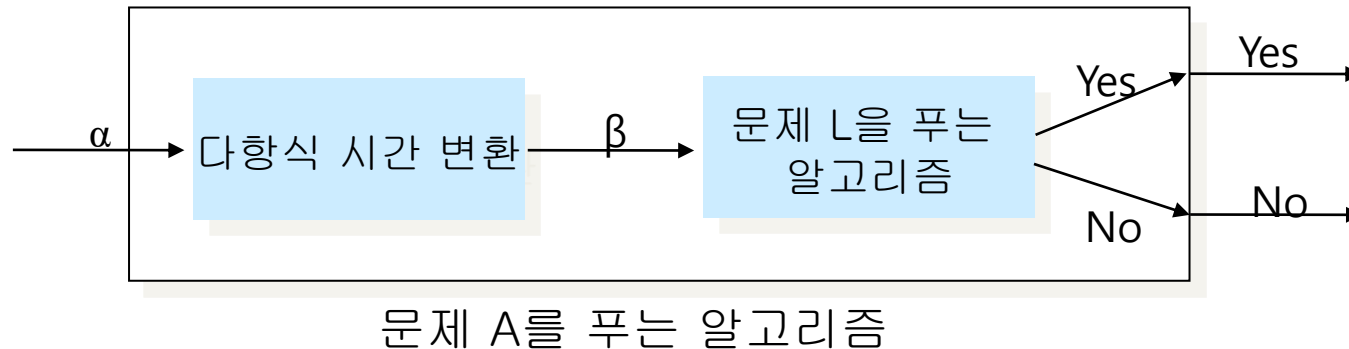 α
다항식 시간 변환
β
문제 L을 푸는
알고리즘
Yes
No
Yes
No
문제 A를 푸는 알고리즘